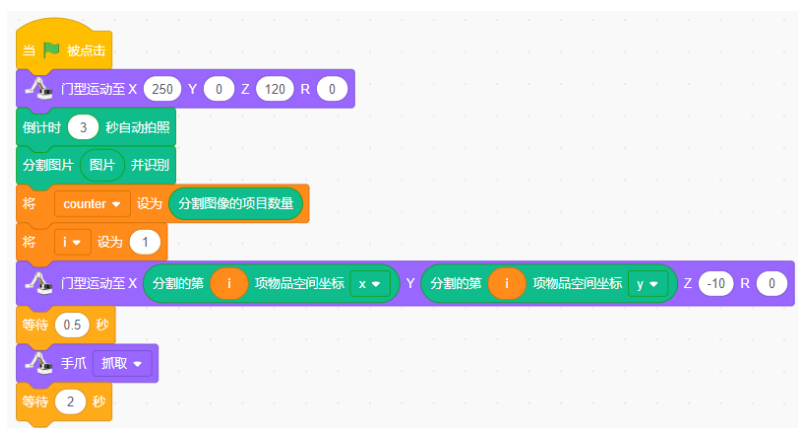 当 被点击
门型运动至 X 250 Y 0 Z 120 R 0
倒计时 3 秒自动拍照
分割图片 图片 并识别
将 counter 设为 分割图像的项目数量
将 i 设为 1
门型运动至 X 分割的第 i 项物品空间坐标 x Y 分割的第 i 项物品空间坐标 y Z -10 R 0
等待 0.5 秒
手爪 抓取
等待 2 秒